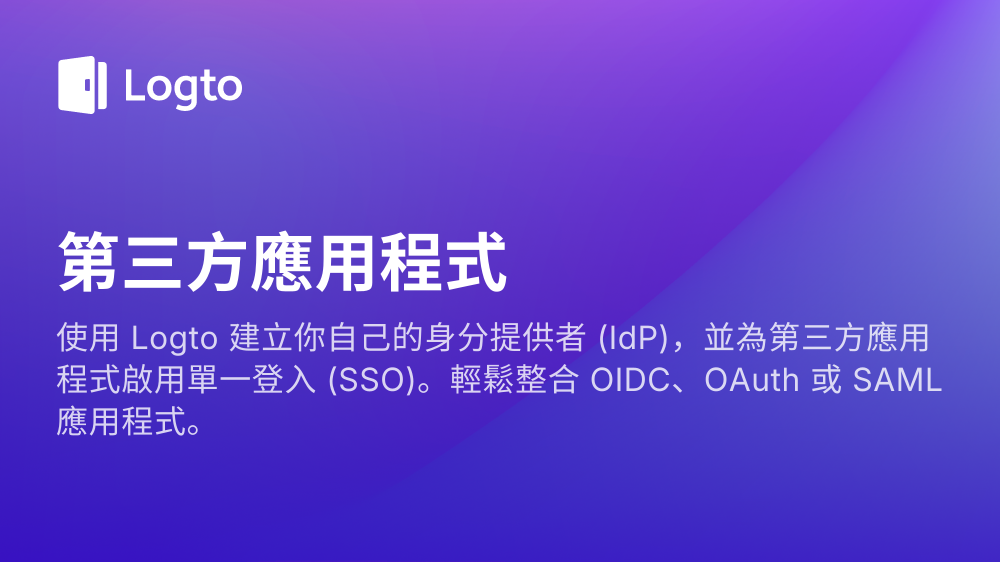 Logto
第三方應用程式
使用 Logto 建立你自己的身分提供者 (IdP)，並為第三方應用
程式啟用單一登入 (SSO)。輕鬆整合 OIDC、OAuth 或 SAML
應用程式。